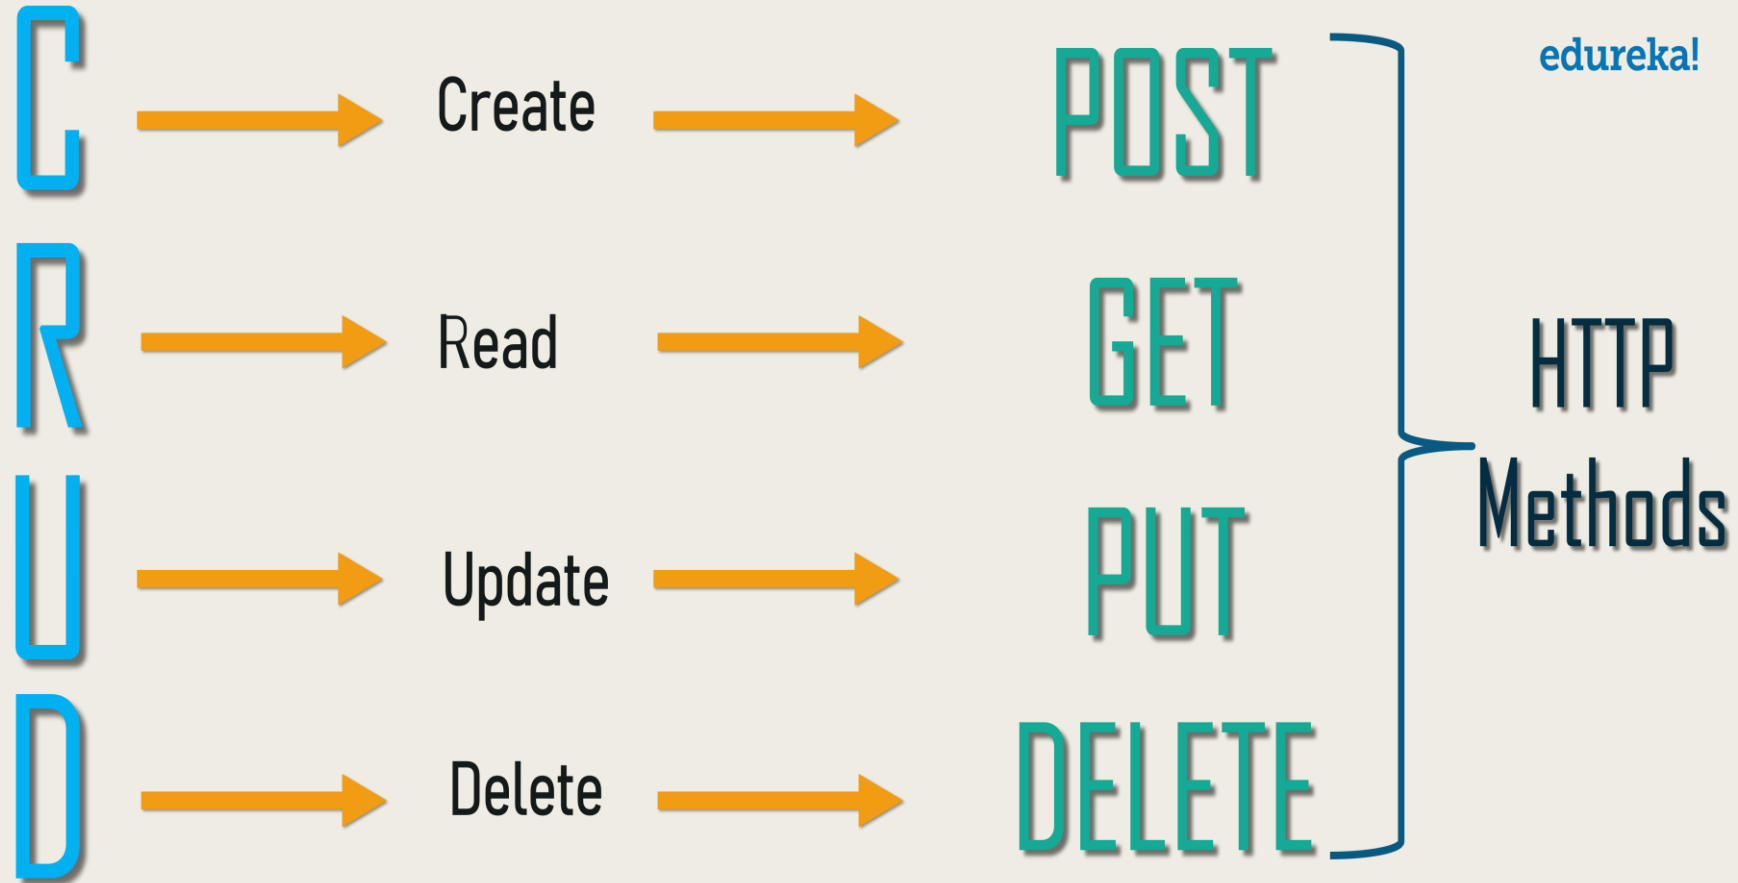 edureka!
C Create POST
R Read GET
U Update PUT
D Delete DELETE
HTTP
Methods